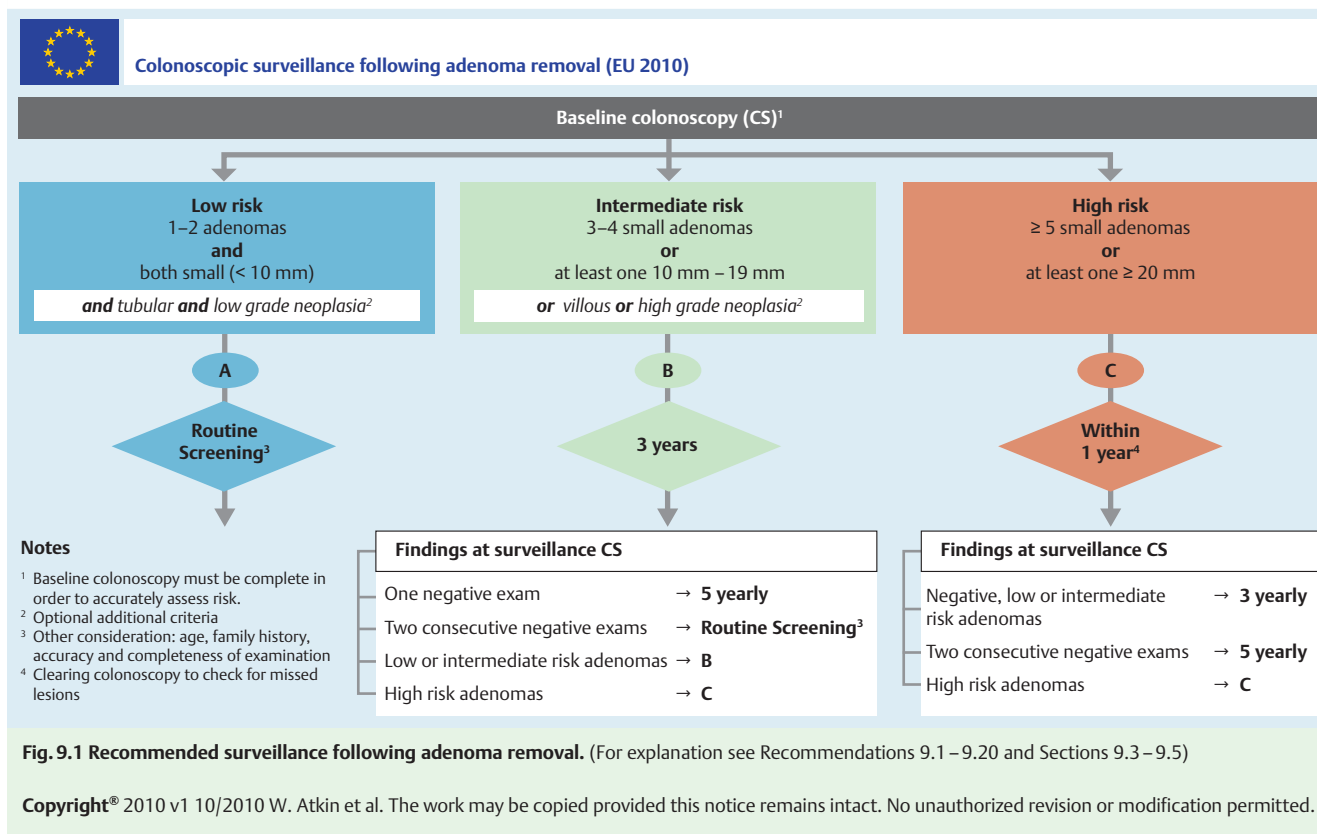 Colonoscopic surveillance following adenoma removal (EU 2010)
Baseline colonoscopy (CS)¹
Low risk
1–2 adenomas
and
both small (< 10 mm)
and tubular and low grade neoplasia²
A
Routine
Screening³
Intermediate risk
3–4 small adenomas
or
at least one 10 mm – 19 mm
or villous or high grade neoplasia²
B
3 years
High risk
≥ 5 small adenomas
or
at least one ≥ 20 mm
C
Within
1 year⁴
Notes
¹ Baseline colonoscopy must be complete in
order to accurately assess risk.
² Optional additional criteria
³ Other consideration: age, family history,
accuracy and completeness of examination
⁴ Clearing colonoscopy to check for missed
lesions
Findings at surveillance CS
One negative exam → 5 yearly
Two consecutive negative exams → Routine Screening³
Low or intermediate risk adenomas → B
High risk adenomas → C
Findings at surveillance CS
Negative, low or intermediate → 3 yearly
risk adenomas
Two consecutive negative exams → 5 yearly
High risk adenomas → C
Fig. 9.1 Recommended surveillance following adenoma removal. (For explanation see Recommendations 9.1 – 9.20 and Sections 9.3 – 9.5)
Copyright® 2010 v1 10/2010 W. Atkin et al. The work may be copied provided this notice remains intact. No unauthorized revision or modification permitted.